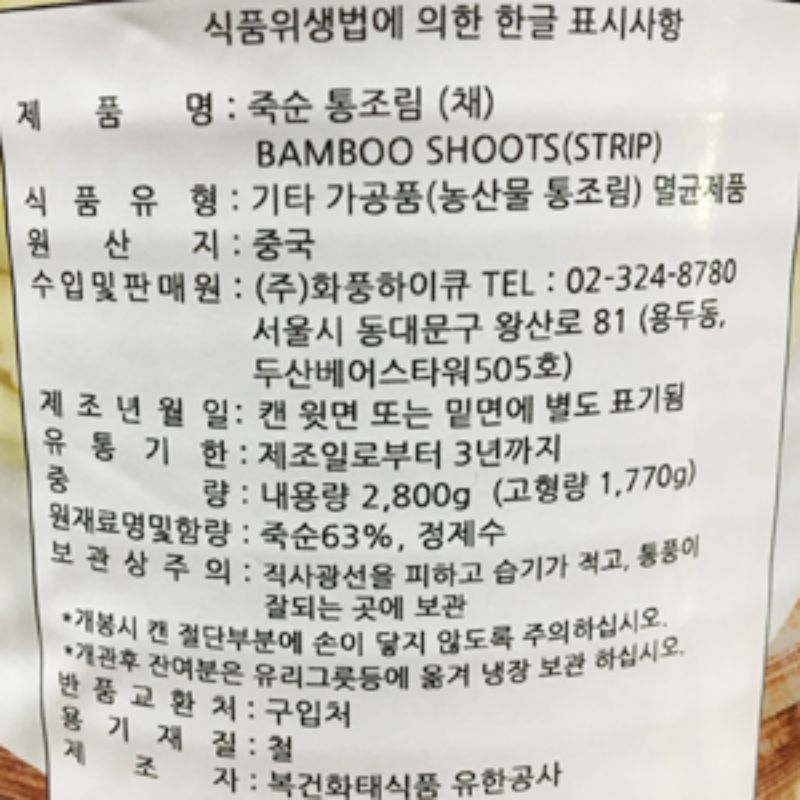 식품위생법에 의한 한글 표시사항
제 품 명 : 죽순 통조림 (채)
BAMBOO SHOOTS(STRIP)
식 품 유 형 : 기타 가공품(농산물 통조림) 멸균제품
원 산 지 : 중국
수입및판매원 : (주)화풍하이큐 TEL : 02-324-8780
서울시 동대문구 왕산로 81 (용두동,
두산베어스타워505호)
제 조 년 월 일 : 캔 윗면 또는 밑면에 별도 표기됨
유 통 기 한 : 제조일로부터 3년까지
중 량 : 내용량 2,800g (고형량 1,770g)
원재료명및함량 : 죽순63%, 정제수
보 관 상 주 의 : 직사광선을 피하고 습기가 적고, 통풍이
잘되는 곳에 보관
*개봉시 캔 절단부분에 손이 닿지 않도록 주의하십시오.
*개관후 잔여분은 유리그릇등에 옮겨 냉장 보관 하십시오.
반 품 교 환 처 : 구입처
용 기 재 질 : 철
제 조 자 : 복건화태식품 유한공사